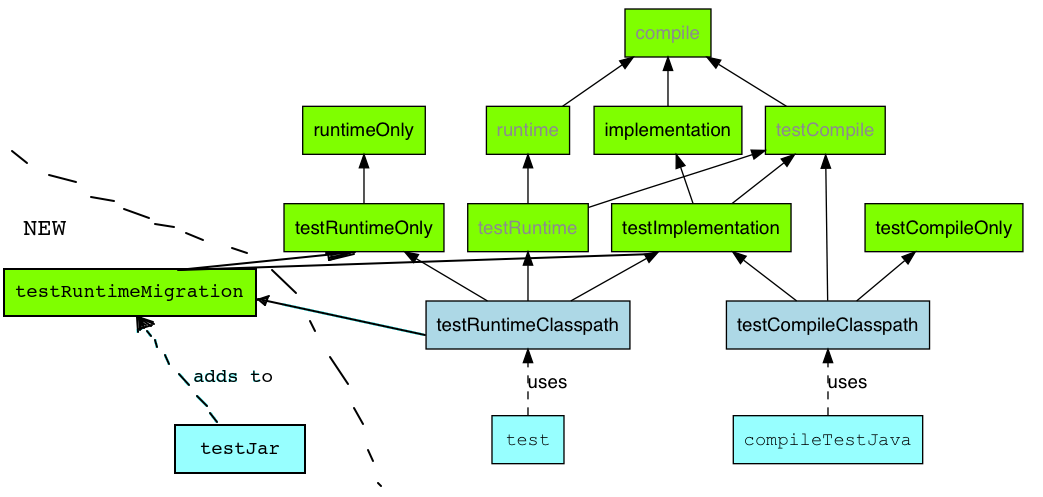 compile
runtimeOnly
runtime
implementation
testCompile
NEW
testRuntimeOnly
testRuntime
testImplementation
testCompileOnly
testRuntimeMigration
testRuntimeClasspath
testCompileClasspath
adds to
uses
uses
testJar
test
compileTestJava